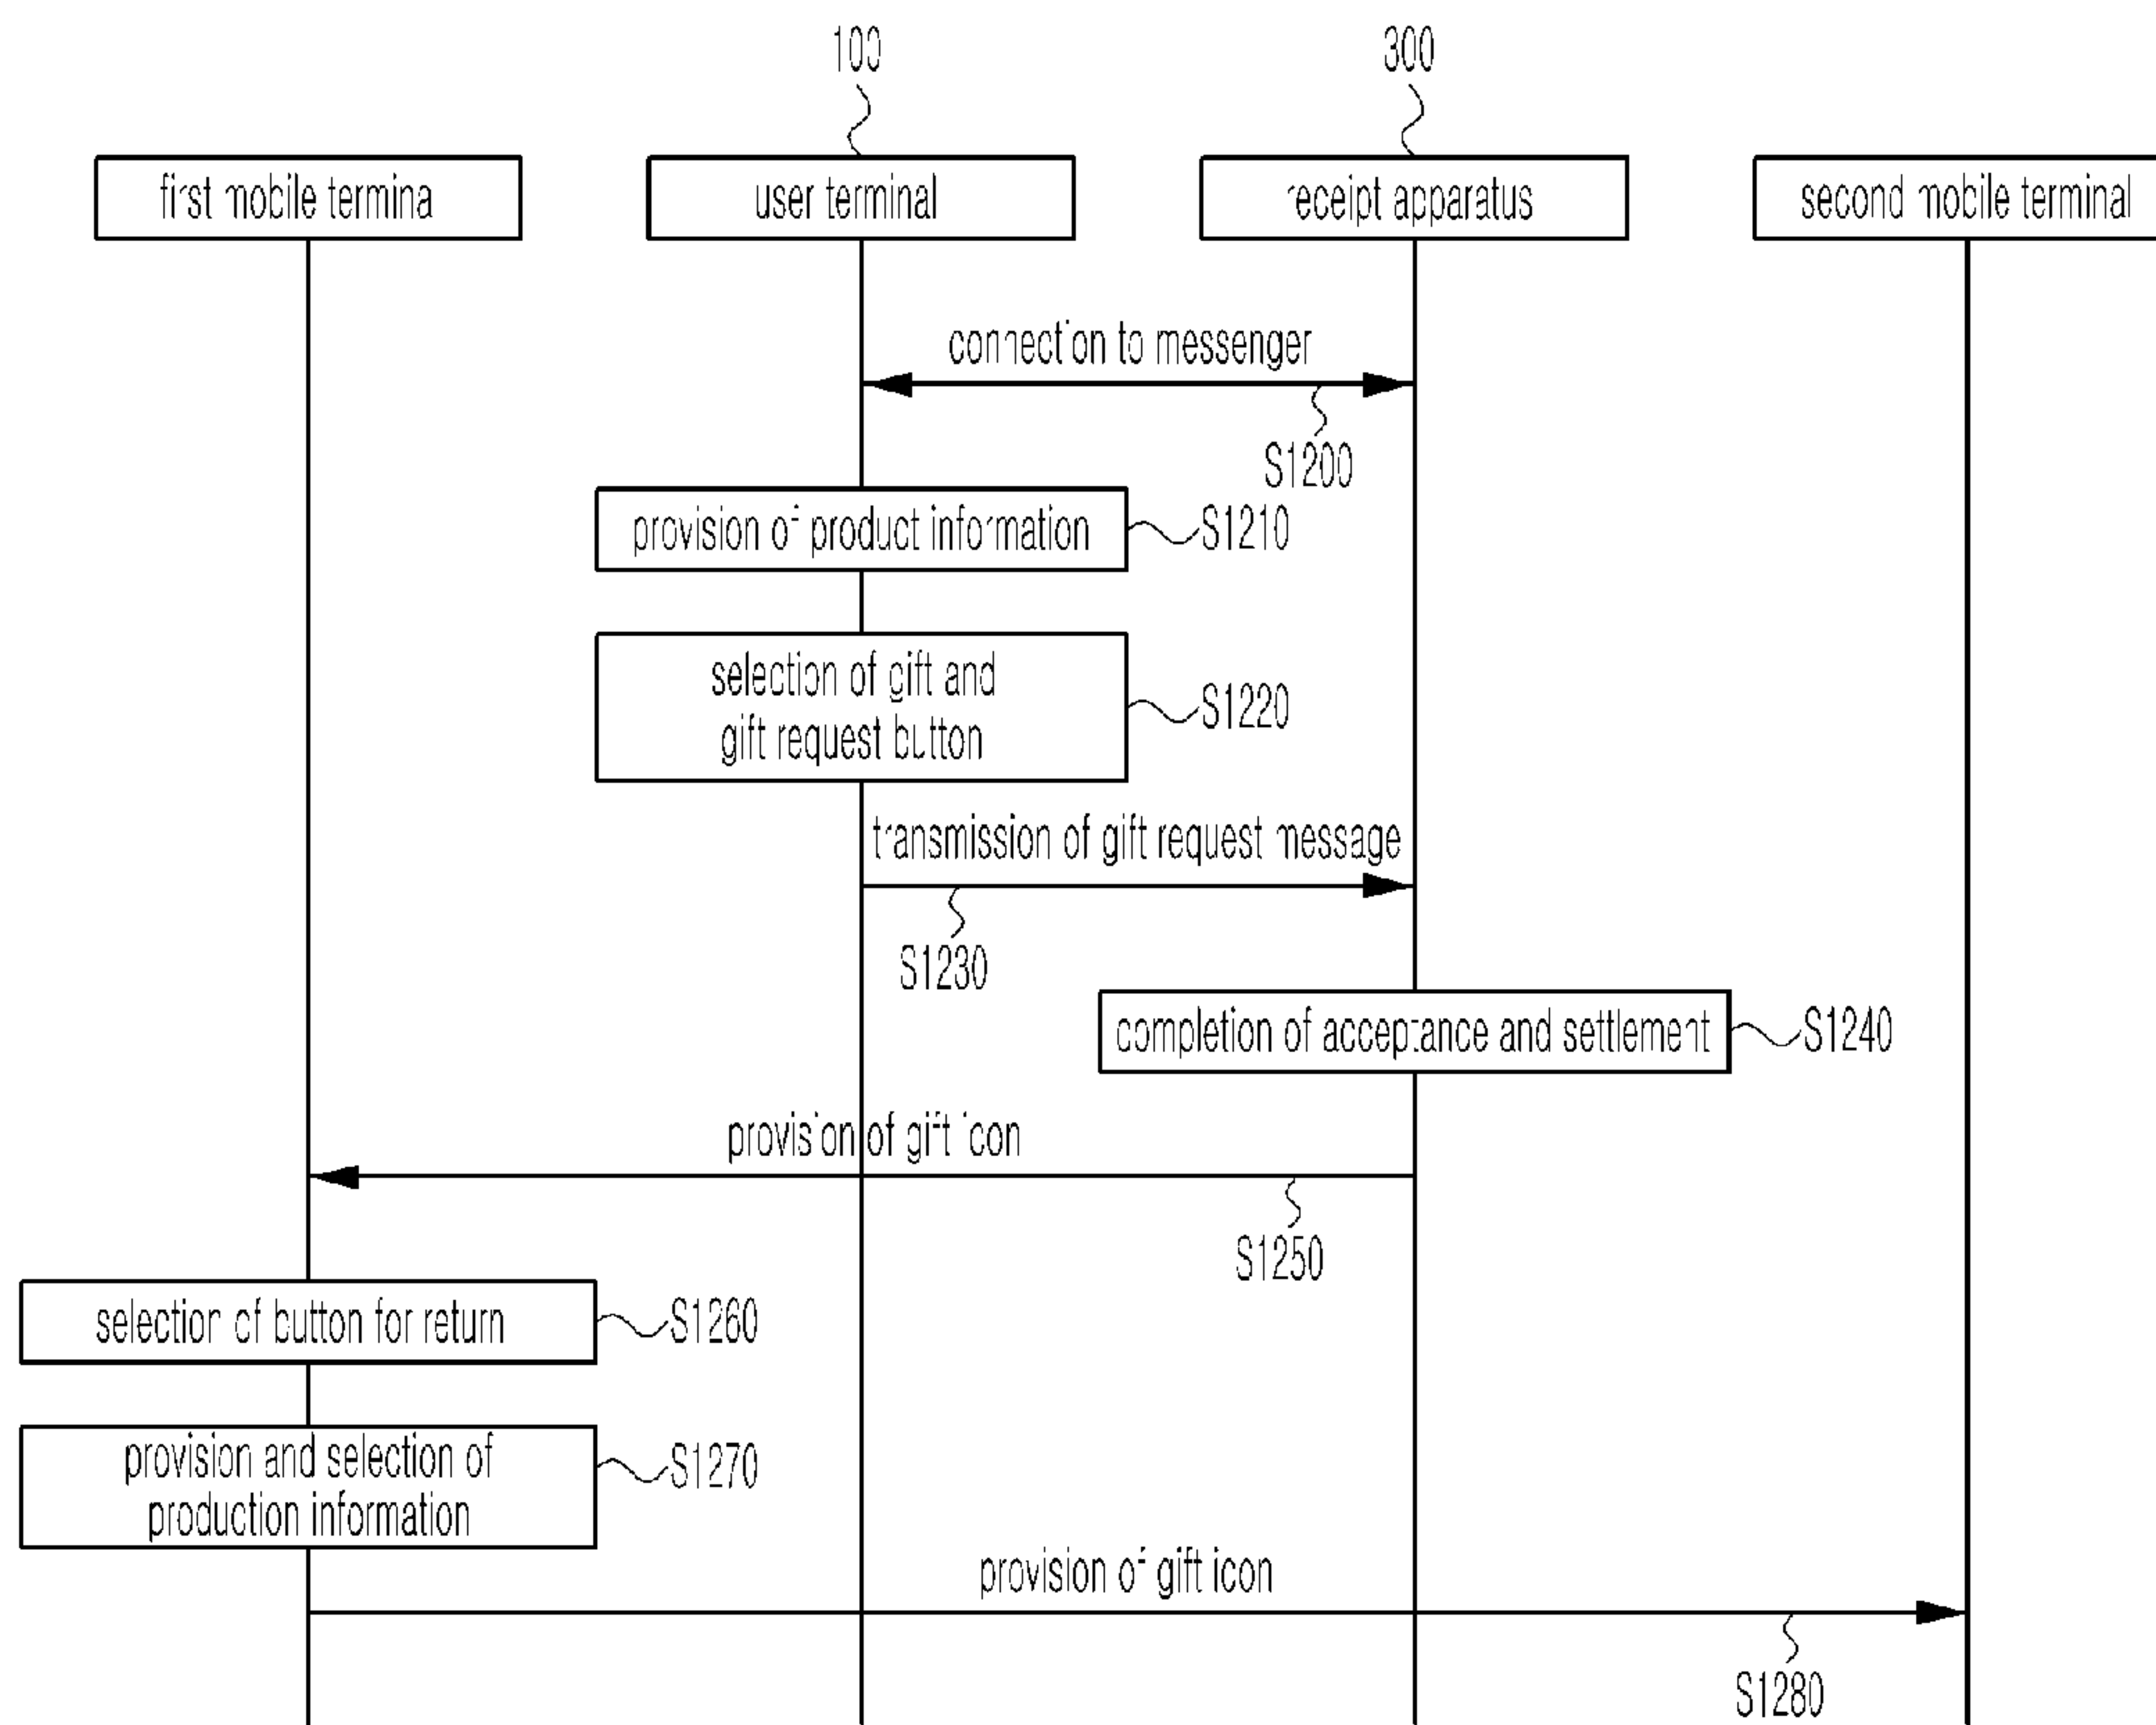 100
300
first mobile termina
user terminal
receipt apparatus
second mobile terminal
connection to messenger
S1200
provision of product information
S1210
selection of gift and
gift request button
S1220
transmission of gift request message
S1230
completion of acceptance and settlement
S1240
provision of gift icon
S1250
selection of button for return
S1260
provision and selection of
production information
S1270
provision of gift icon
S1280